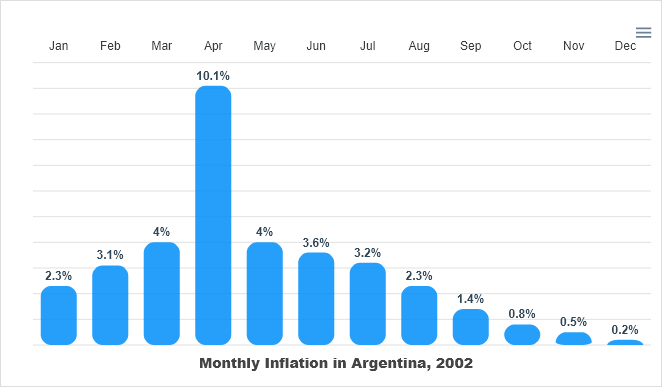 Jan Feb Mar Apr May Jun Jul Aug Sep Oct Nov Dec
2.3% 3.1% 4% 10.1% 4% 3.6% 3.2% 2.3% 1.4% 0.8% 0.5% 0.2%
Monthly Inflation in Argentina, 2002